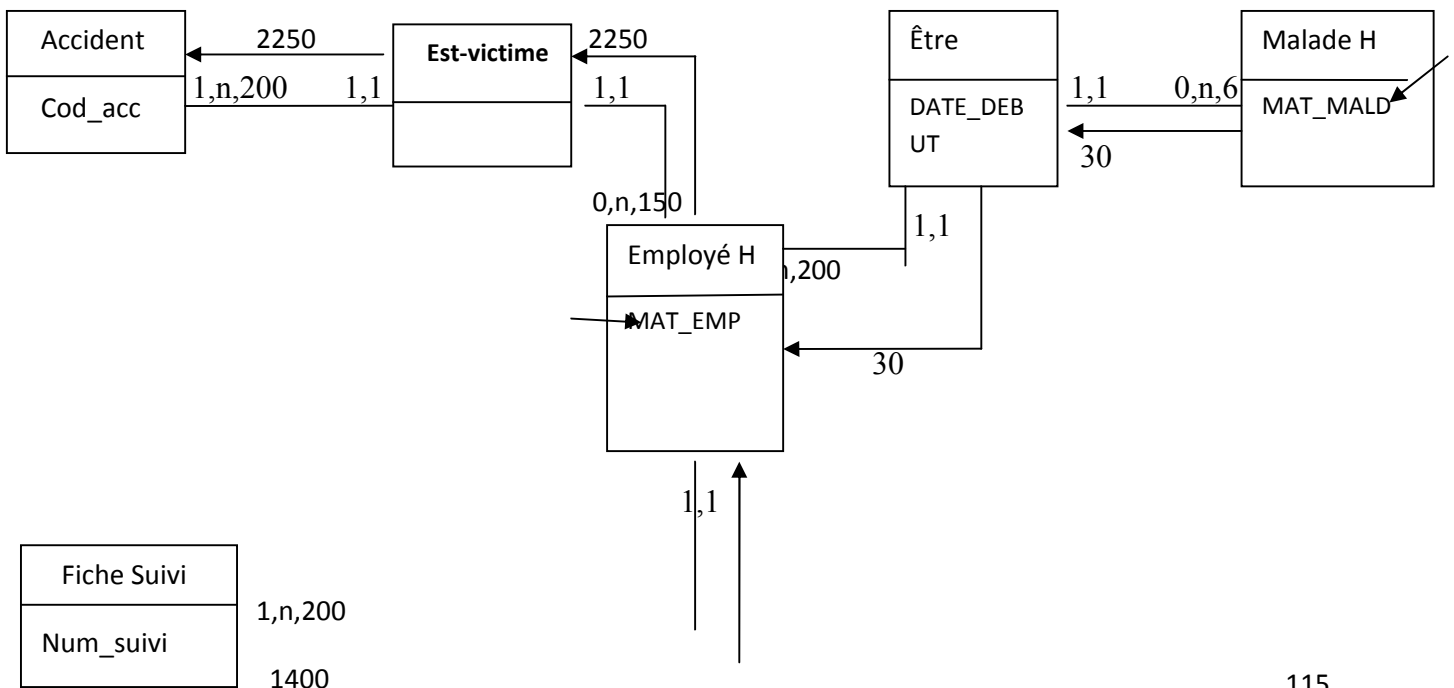 Accident
2250
Est-victime
2250
Être
Malade H
Cod_acc
1,n,200
1,1
1,1
DATE_DEB
UT
1,1
0,n,6
MAT_MALD
30
0,n,150
Employé H
1,1
,200
MAT_EMP
30
1,1
Fiche Suivi
1,n,200
Num_suivi
1400
115